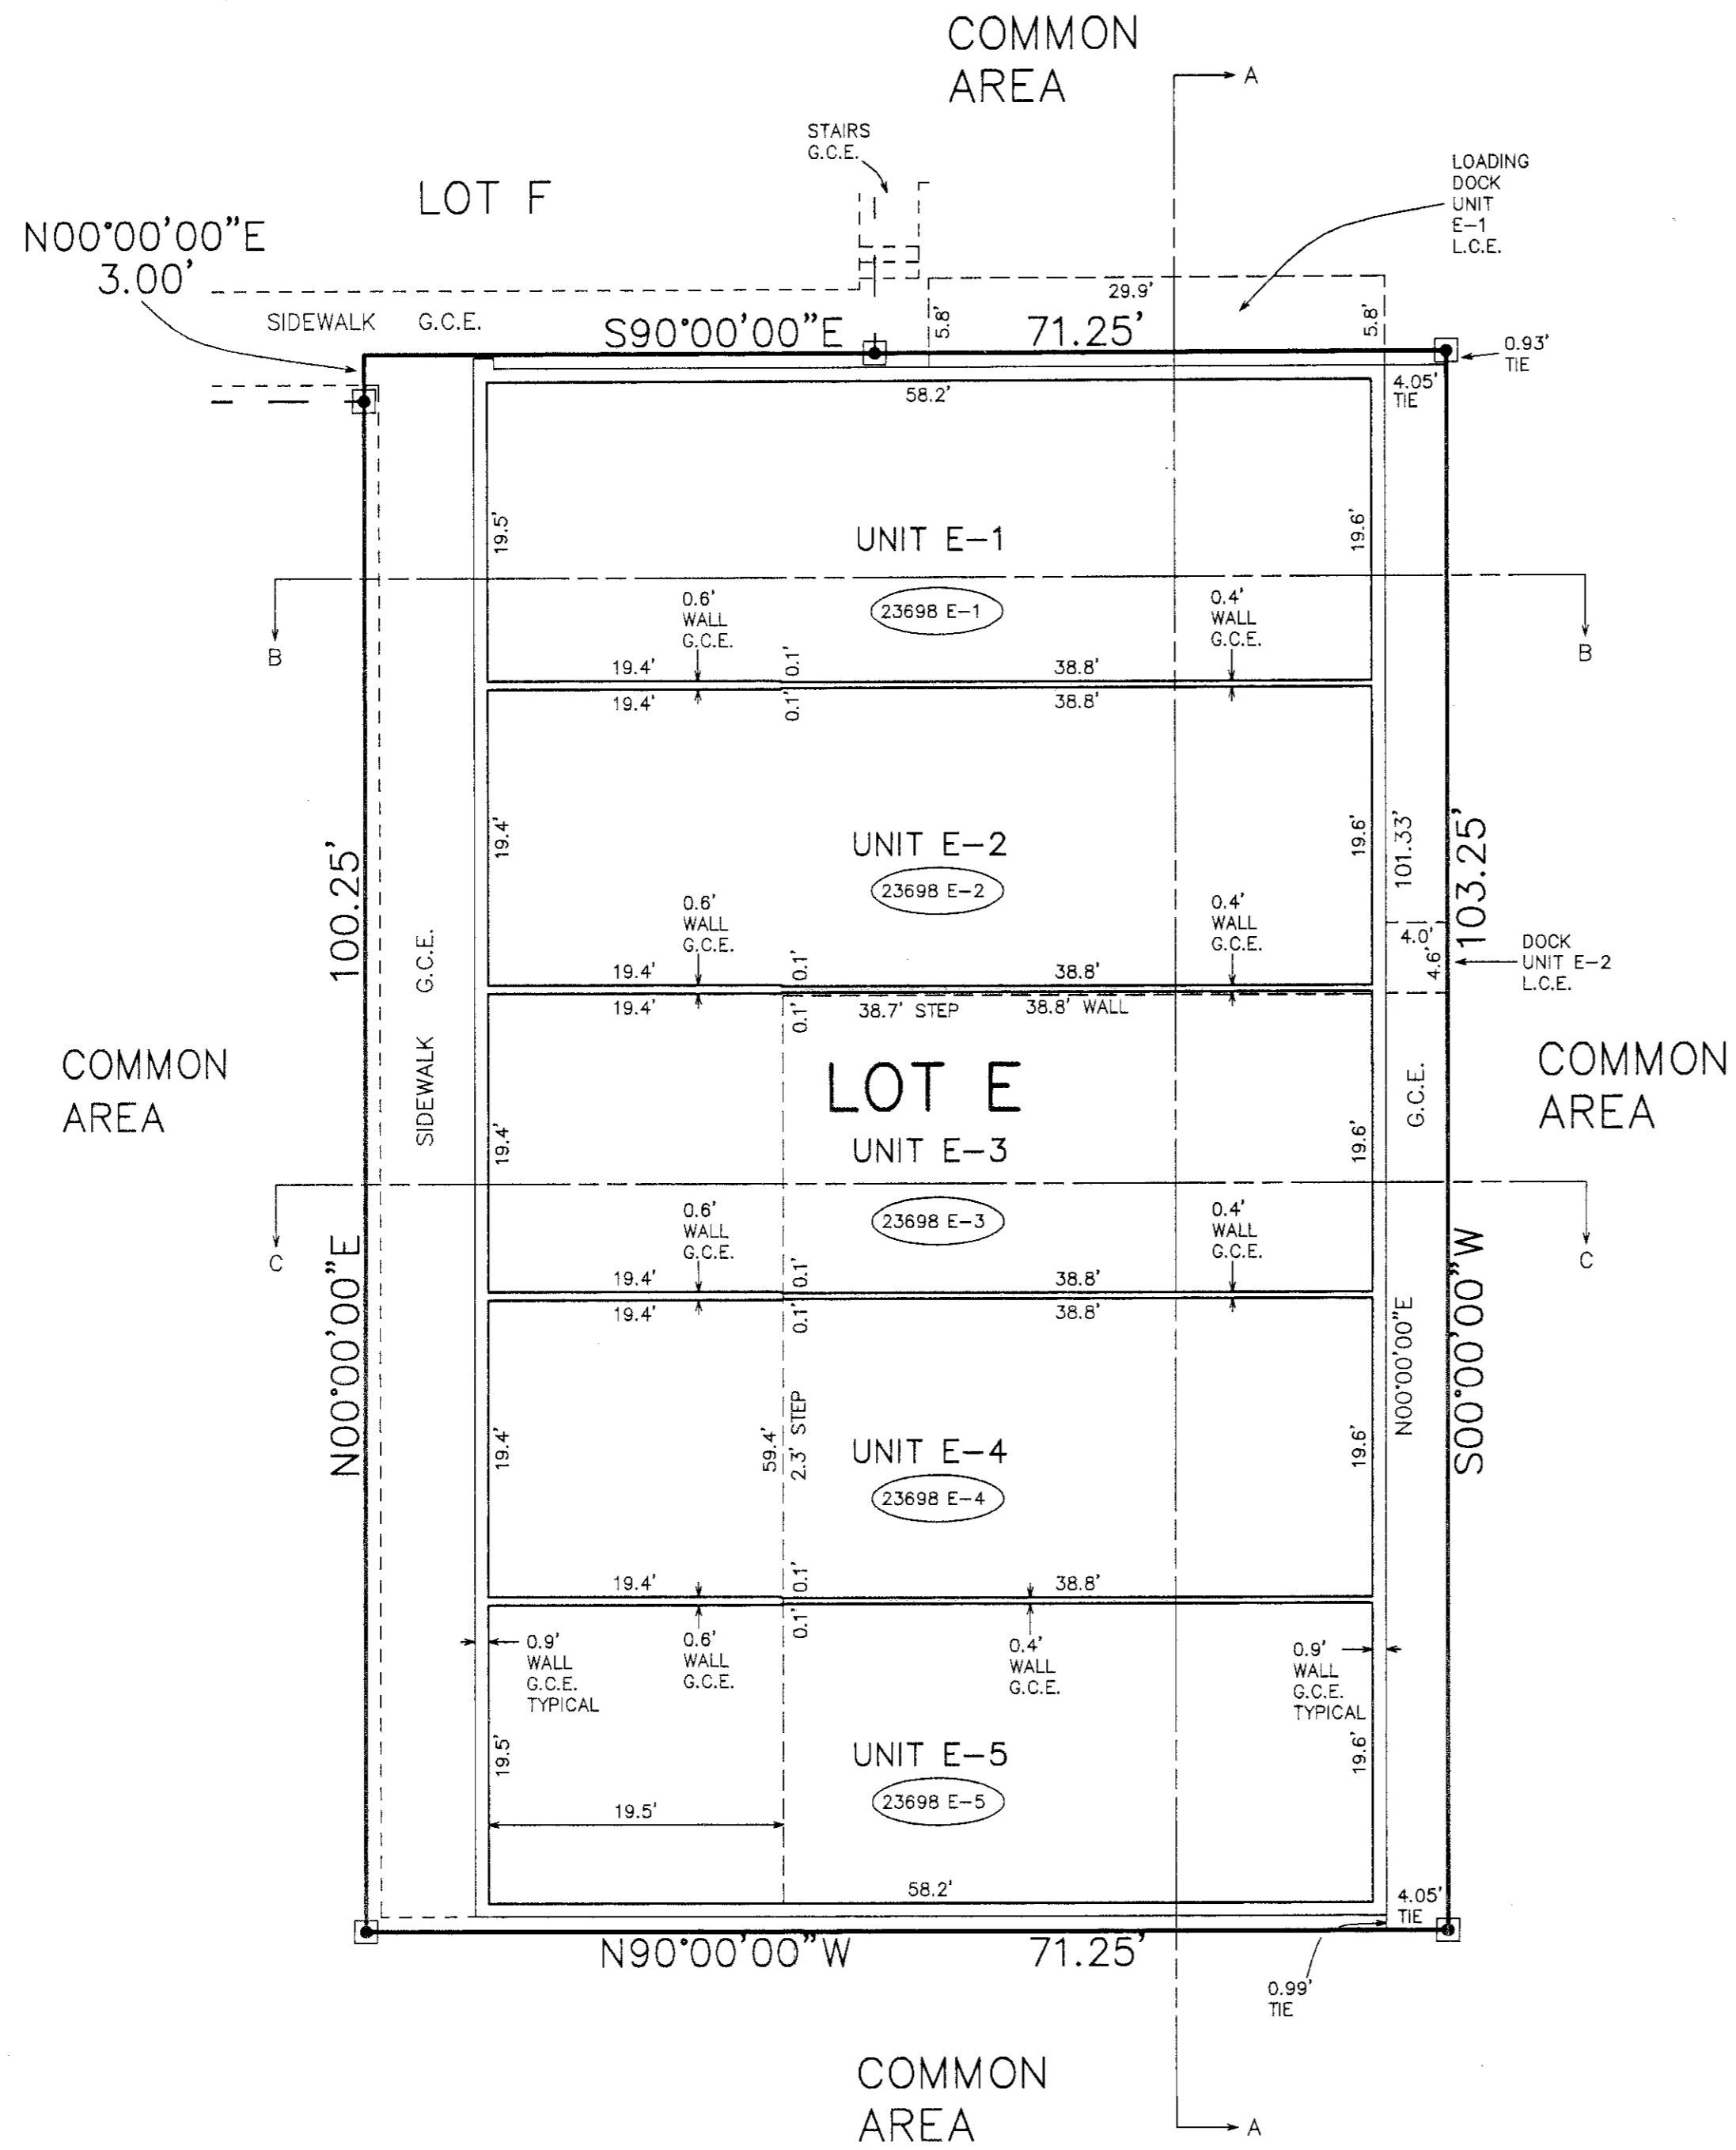 COMMON
AREA
A
STAIRS
G.C.E.
LOADING
DOCK
UNIT
E-1
L.C.E.
LOT F
N00°00'00"E
3.00'
29.9'
5.8'
5.8'
SIDEWALK G.C.E.
S90°00'00"E 71.25'
0.93'
TIE
4.05'
TIE
58.2'
19.5'
UNIT E-1
19.6'
23698 E-1
0.6'
WALL
G.C.E.
0.4'
WALL
G.C.E.
B
B
19.4'
0.1'
38.8'
19.4'
0.1'
38.8'
19.4'
UNIT E-2
19.6'
101.33'
103.25'
100.25'
23698 E-2
0.6'
WALL
G.C.E.
0.4'
WALL
G.C.E.
4.0'
4.6'
DOCK
UNIT E-2
L.C.E.
19.4'
0.1'
38.8'
19.4'
0.1'
38.7' STEP
38.8' WALL
SIDEWALK G.C.E.
COMMON
AREA
LOT E
G.C.E.
COMMON
AREA
19.4'
UNIT E-3
19.6'
23698 E-3
0.6'
WALL
G.C.E.
0.4'
WALL
G.C.E.
C
C
19.4'
0.1'
38.8'
19.4'
0.1'
38.8'
N00°00'00"E
N00°00'00"E
S00°00'00"W
19.4'
59.4'
2.3' STEP
UNIT E-4
19.6'
23698 E-4
19.4'
0.1'
38.8'
0.1'
0.9'
WALL
G.C.E.
TYPICAL
0.6'
WALL
G.C.E.
0.4'
WALL
G.C.E.
0.9'
WALL
G.C.E.
TYPICAL
19.5'
UNIT E-5
19.6'
23698 E-5
19.5'
58.2'
4.05'
TIE
N90°00'00"W 71.25'
0.99'
TIE
COMMON
AREA
A